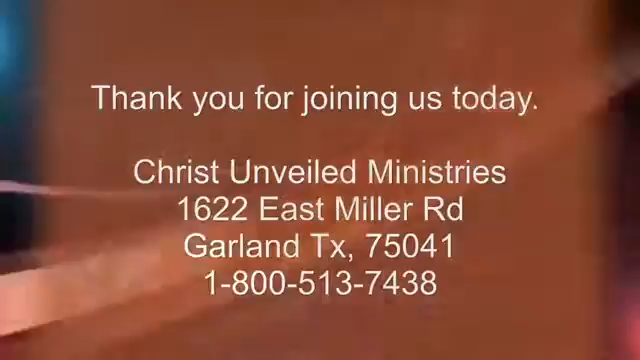 Thank you for joining us today.
Christ Unveiled Ministries
1622 East Miller Rd
Garland Tx, 75041
1-800-513-7438